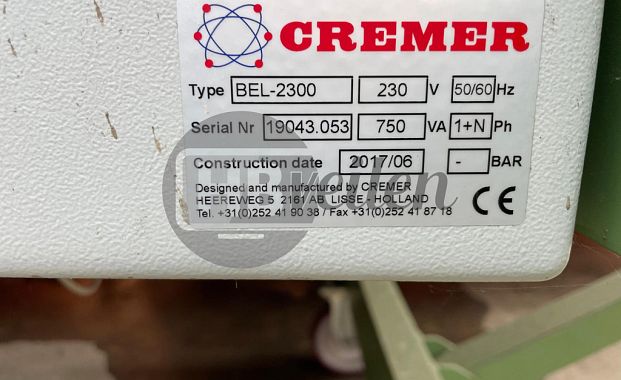 CREMER
Type BEL-2300 230 V 50/60 Hz
Serial Nr 19043.053 750 VA 1+N Ph
Construction date 2017/06 - BAR
Designed and manufactured by CREMER
HEEREWEG 5 2161 AB LISSE - HOLLAND
Tel. +31(0)252 41 90 38 / Fax +31(0)252 41 87 18
CE